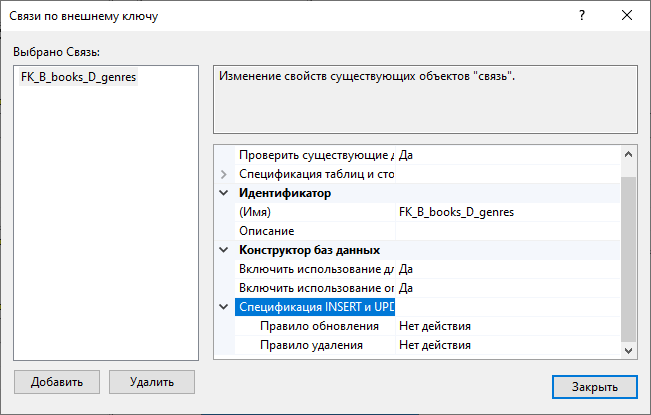 Связи по внешнему ключу
?
Выбрано Связь:
FK_B_books_D_genres
Изменение свойств существующих объектов "связь".
Проверить существующие д Да
Спецификация таблиц и сто
Идентификатор
(Имя) FK_B_books_D_genres
Описание
Конструктор баз данных
Включить использование дл Да
Включить использование ог Да
Спецификация INSERT и UPD
Правило обновления Нет действия
Правило удаления Нет действия
Добавить Удалить
Закрыть